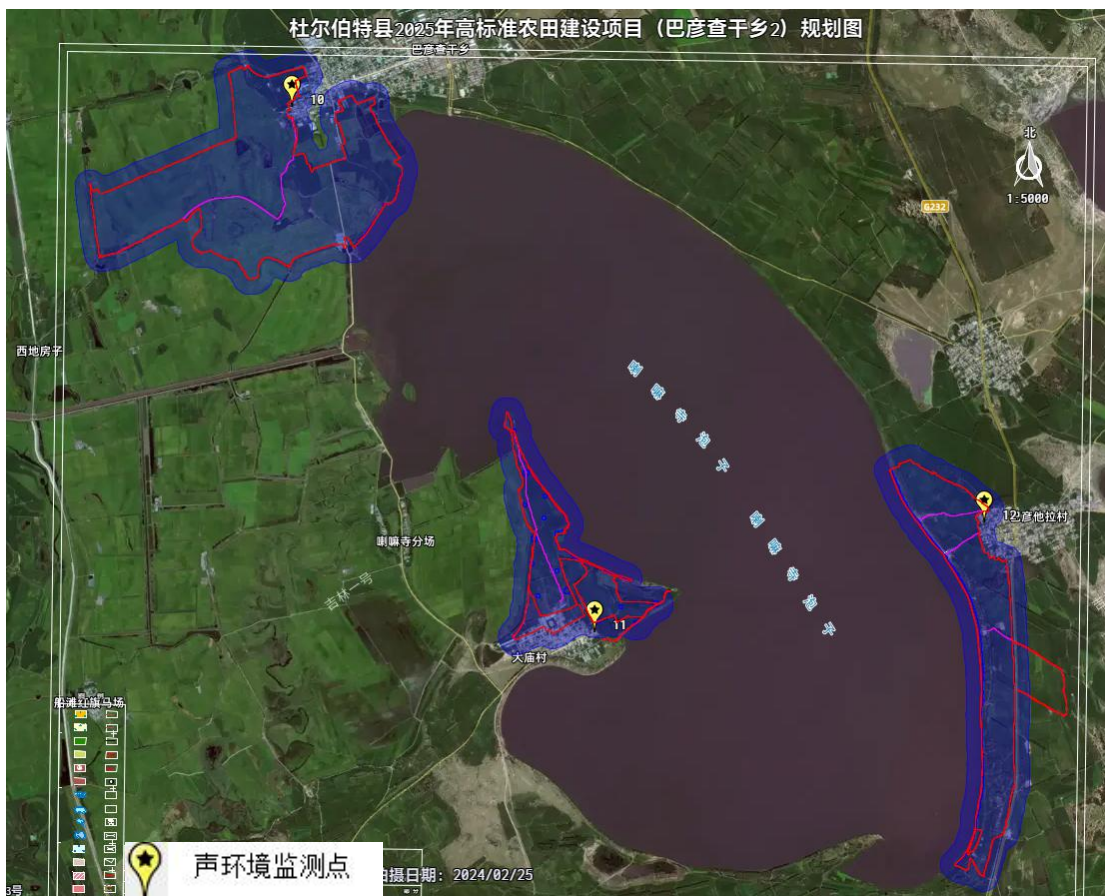 杜尔伯特县2025年高标准农田建设项目（巴彦查干乡2）规划图
巴彦查干乡
10
北
1:5000
G232
西地房子
喇嘛寺分场
吉林一号
12
彦他拉村
11
大庙村
船滩红旗马场
声环境监测点
拍摄日期：2024/02/25
3号